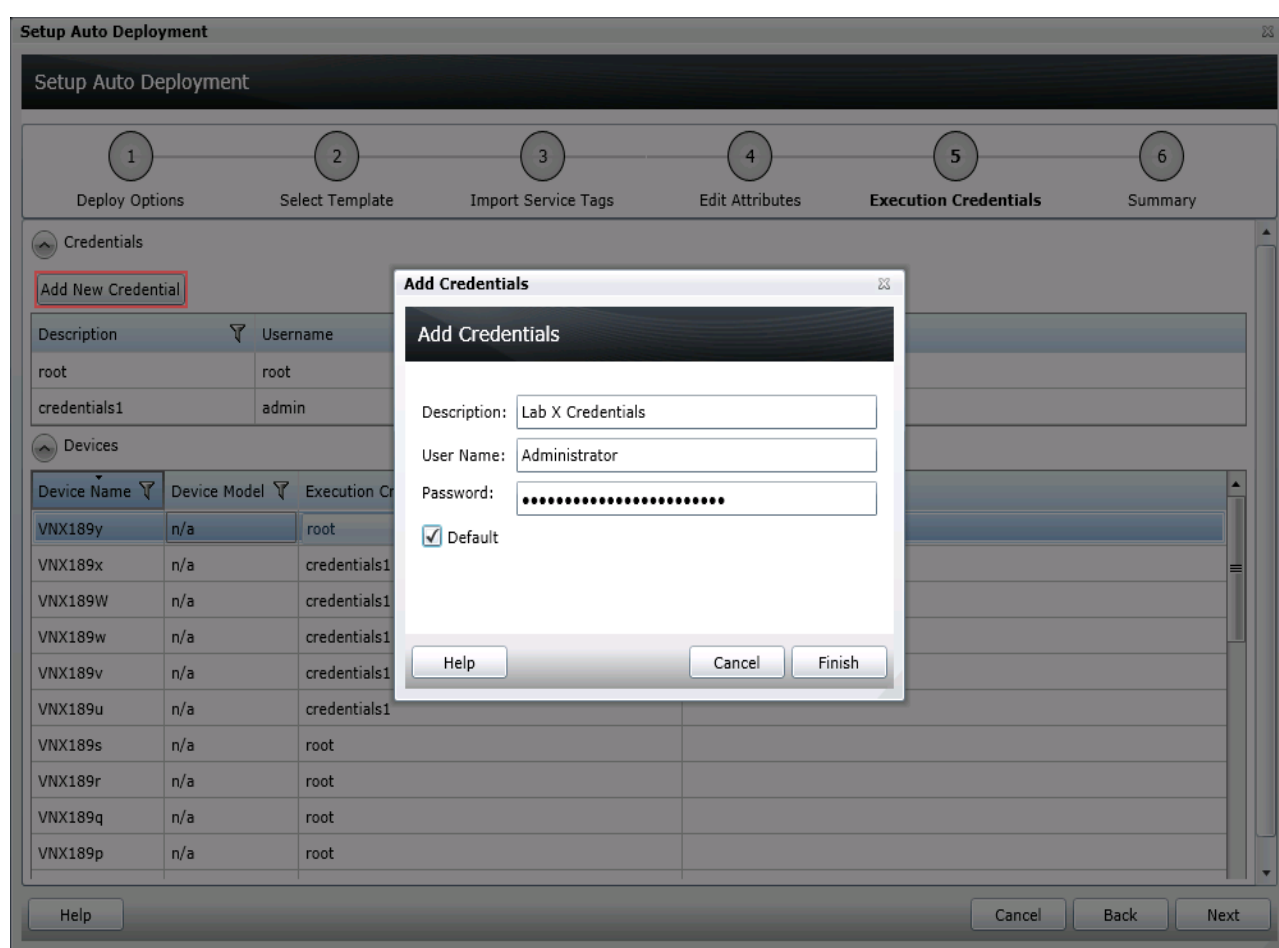 Setup Auto Deployment
Setup Auto Deployment
1 2 3 4 5 6
Deploy Options Select Template Import Service Tags Edit Attributes Execution Credentials Summary
Credentials
Add New Credential
Description Username
root root
credentials1 admin
Devices
Device Name Device Model Execution Cr
VNX189y n/a root
VNX189x n/a credentials1
VNX189W n/a credentials1
VNX189w n/a credentials1
VNX189v n/a credentials1
VNX189u n/a credentials1
VNX189s n/a root
VNX189r n/a root
VNX189q n/a root
VNX189p n/a root
Add Credentials
Add Credentials
Description: Lab X Credentials
User Name: Administrator
Password: ••••••••••••••••••••••••
Default
Help Cancel Finish
Help Cancel Back Next